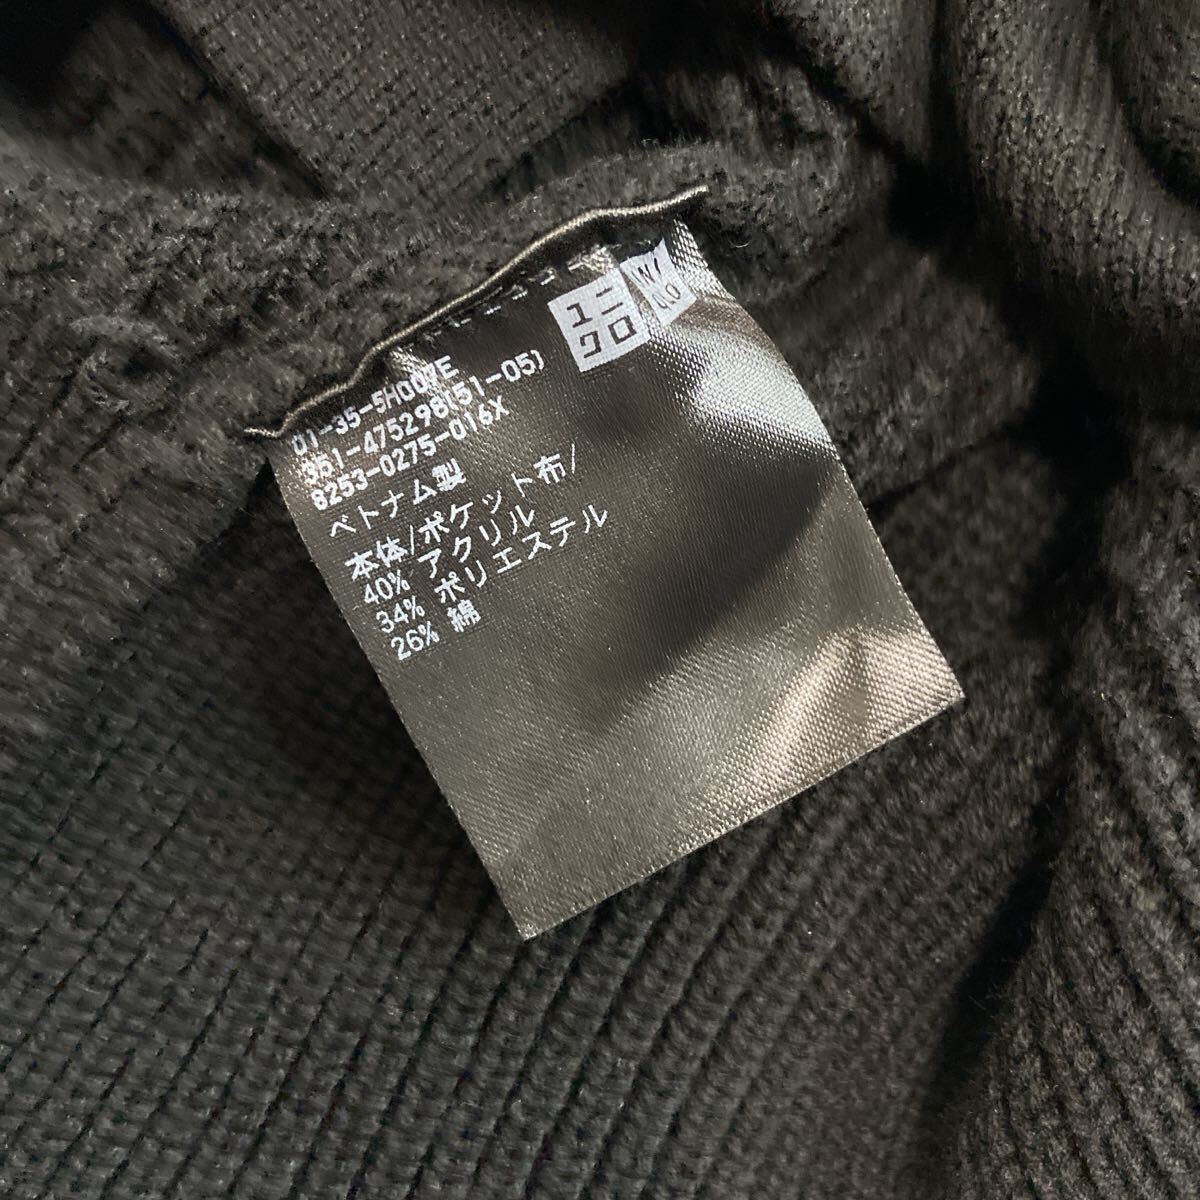 ユニ
クロ
01-35-5H007E
351-475298(51-05)
8253-0275-016X
ベトナム製
本体/ポケット布/
40% アクリル
34% ポリエステル
26% 綿